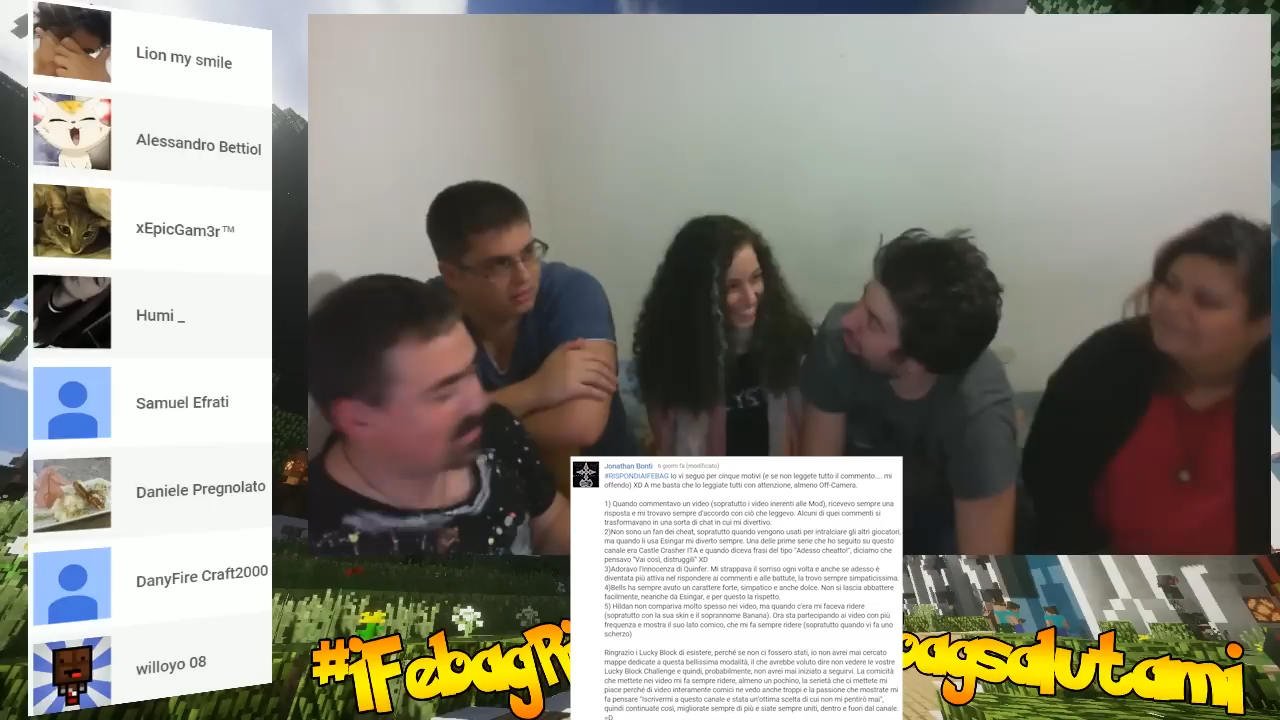 Lion my smile
Alessandro Bettiol
xEpicGam3r™
Humi _
Samuel Efrati
Daniele Pregnolato
DanyFire Craft2000
willoyo 08
Jonathan Bonti 6 giorni fa (modificato)
#RISPONDIAIFEBAG Io vi seguo per cinque motivi (e se non leggete tutto il commento.... mi
offendo) XD A me basta che lo leggiate tutti con attenzione, almeno Off-Camera.
1) Quando commentavo un video (sopratutto i video inerenti alle Mod), ricevevo sempre una
risposta e mi trovavo sempre d'accordo con ciò che leggevo. Alcuni di quei commenti si
trasformavano in una sorta di chat in cui mi divertivo.
2)Non sono un fan dei cheat, sopratutto quando vengono usati per intralciare gli altri giocatori,
ma quando li usa Esingar mi diverto sempre. Una delle prime serie che ho seguito su questo
canale era Castle Crasher ITA e quando diceva frasi del tipo "Adesso cheatto!", diciamo che
pensavo "Vai così, distruggili" XD
3)Adoravo l'innocenza di Quinfer. Mi strappava il sorriso ogni volta e anche se adesso è
diventata più attiva nel rispondere ai commenti e alle battute, la trovo sempre simpaticissima.
4)Bells ha sempre avuto un carattere forte, simpatico e anche dolce. Non si lascia abbattere
facilmente, neanche da Esingar, e per questo la rispetto.
5) Hildan non compariva molto spesso nei video, ma quando c'era mi faceva ridere
(sopratutto con la sua skin e il soprannome Banana). Ora sta partecipando ai video con più
frequenza e mostra il suo lato comico, che mi fa sempre ridere (sopratutto quando vi fa uno
scherzo)
Ringrazio i Lucky Block di esistere, perché se non ci fossero stati, io non avrei mai cercato
mappe dedicate a questa bellissima modalità, il che avrebbe voluto dire non vedere le vostre
Lucky Block Challenge e quindi, probabilmente, non avrei mai iniziato a seguirvi. La comicità
che mettete nei video mi fa sempre ridere, almeno un pochino, la serietà che ci mettete mi
piace perché di video interamente comici ne vedo anche troppi e la passione che mostrate mi
fa pensare "Iscrivermi a questo canale è stata un'ottima scelta di cui non mi pentirò mai",
quindi continuate così, migliorate sempre di più e siate sempre uniti, dentro e fuori dal canale.
=D
#iFebagRi bagsalutami